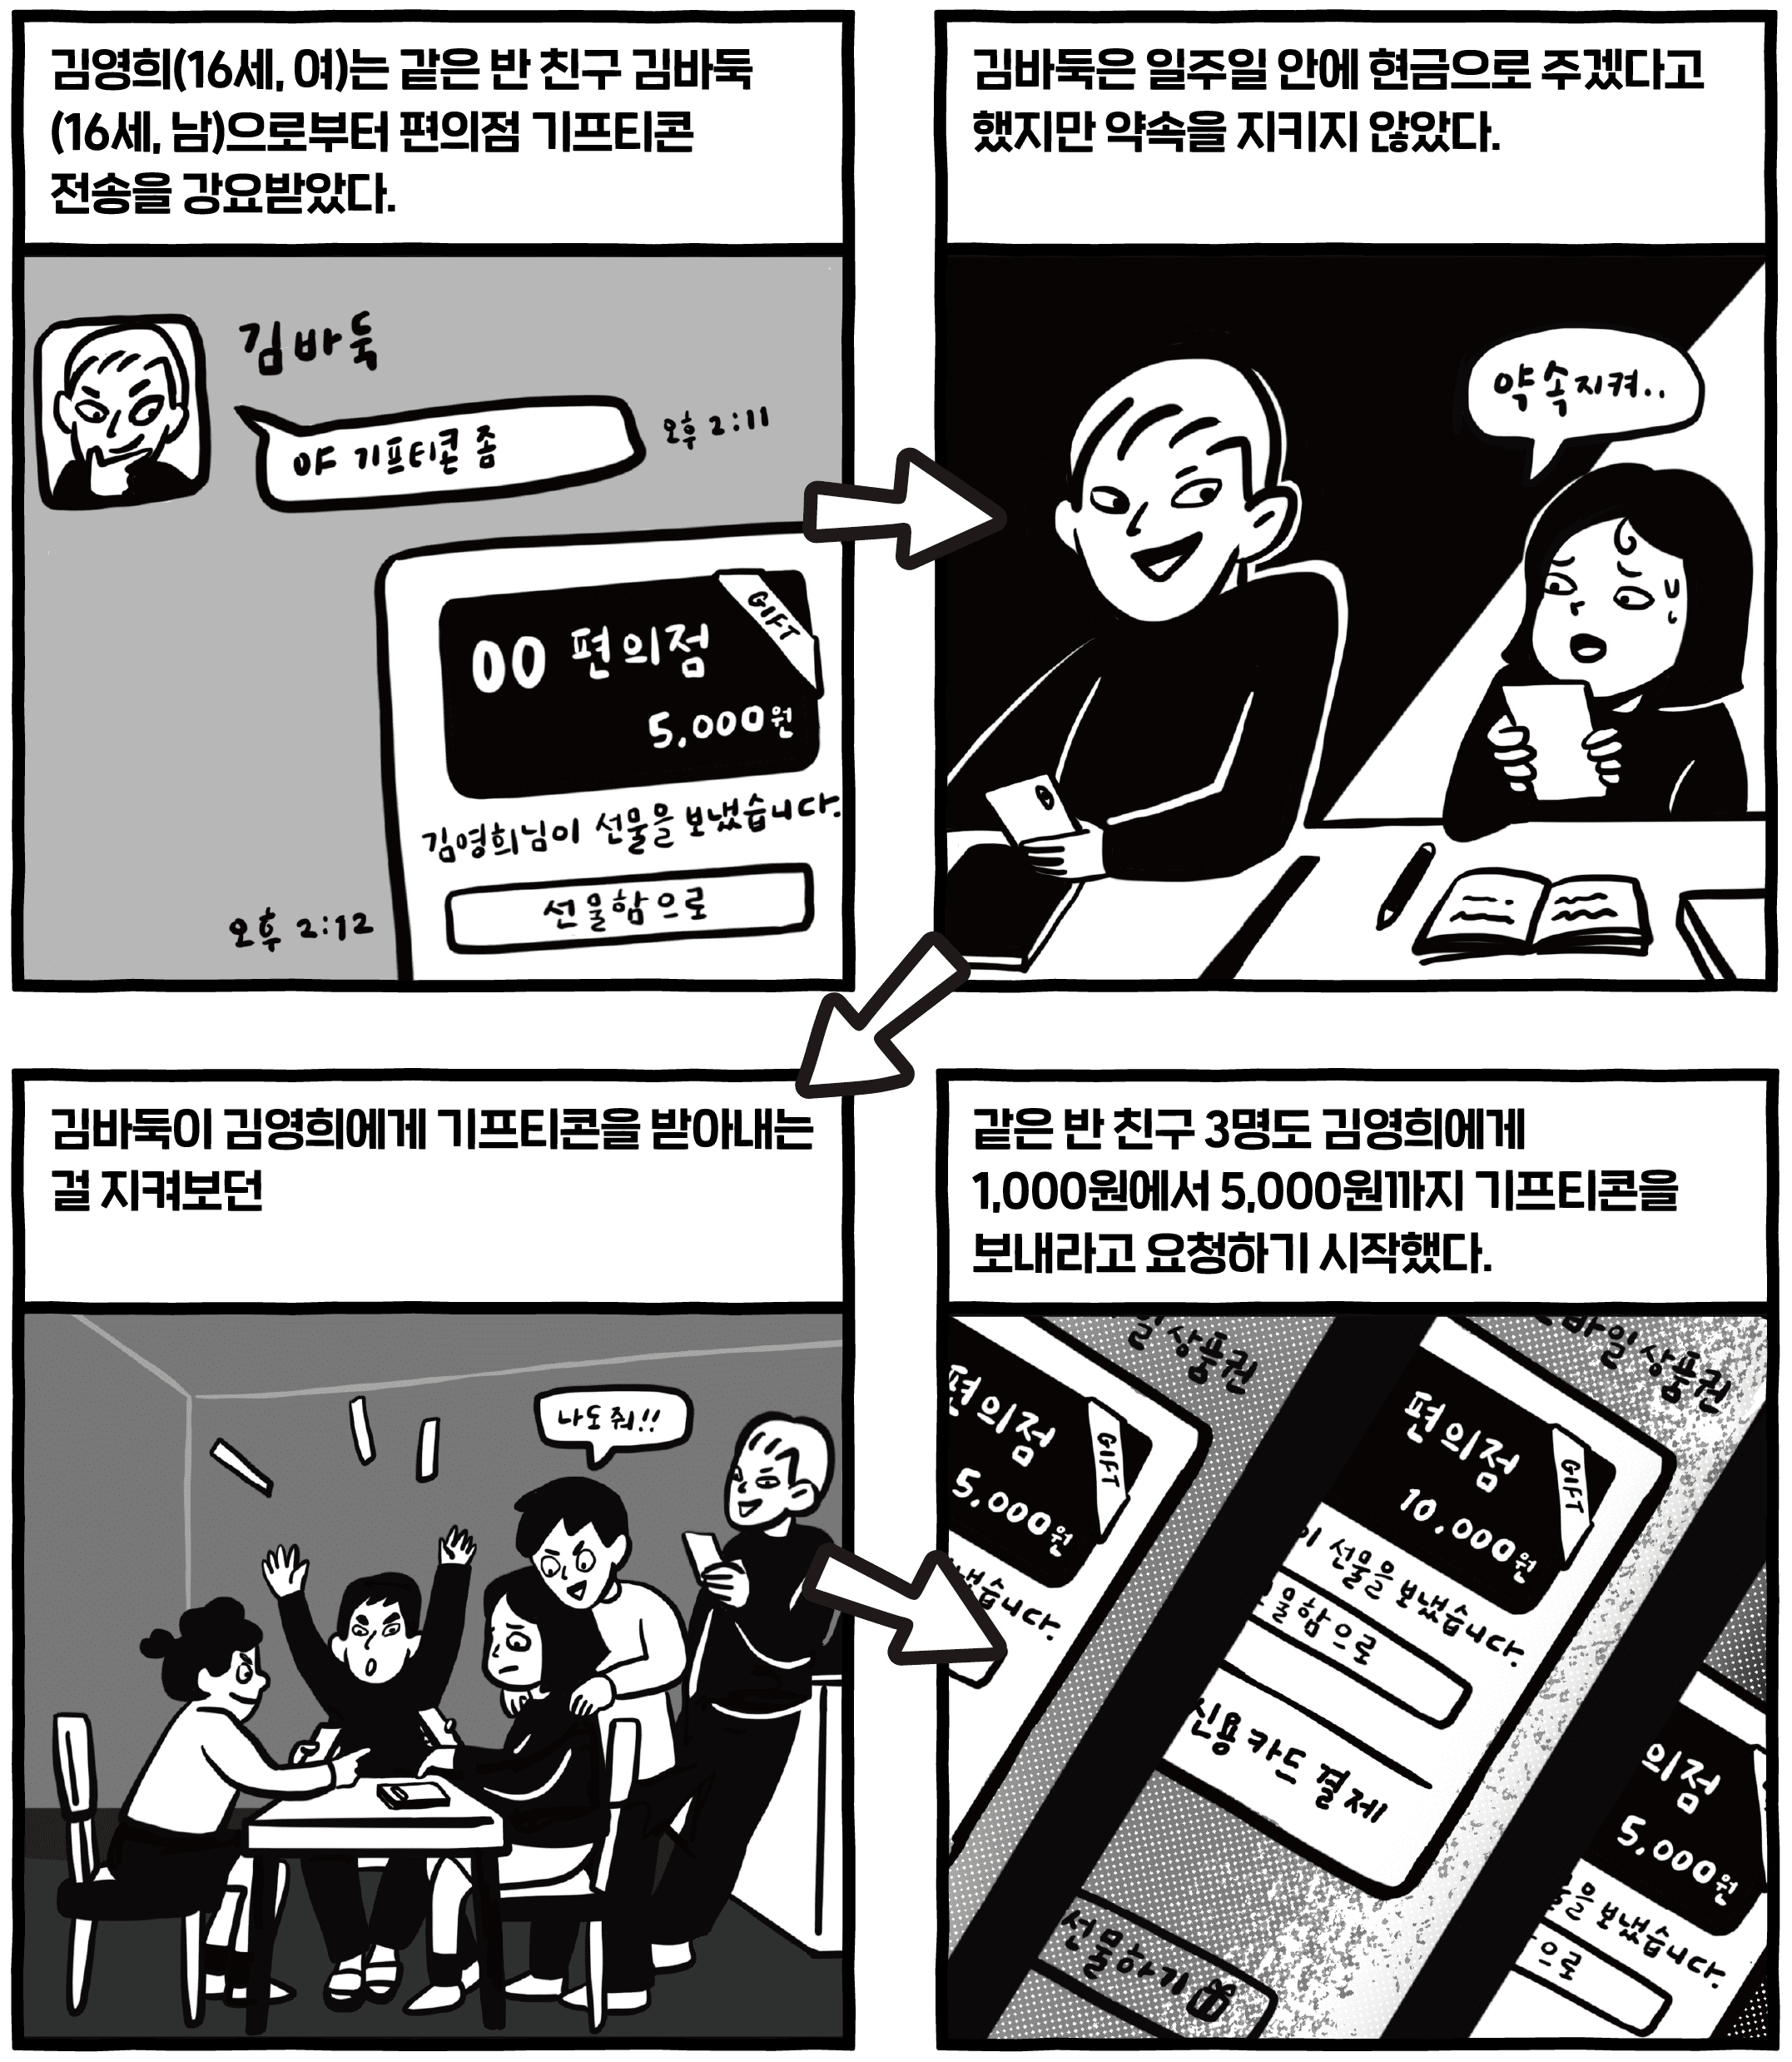 김영희(16세, 여)는 같은 반 친구 김바둑
(16세, 남)으로부터 편의점 기프티콘
전송을 강요받았다.
김바둑
야 기프티콘 좀
오후 2:11
GIFT
00 편의점
5,000원
김영희님이 선물을 보냈습니다.
선물함으로
오후 2:12
김바둑은 일주일 안에 현금으로 주겠다고
했지만 약속을 지키지 않았다.
약속지켜..
김바둑이 김영희에게 기프티콘을 받아내는
걸 지켜보던
나도 줘!!
같은 반 친구 3명도 김영희에게
1,000원에서 5,000원까지 기프티콘을
보내라고 요청하기 시작했다.
일 상품권
편의점
GIFT
5,000원
냈습니다.
바일 상품권
편의점
GIFT
10,000원
이 선물을 보냈습니다.
물함으로
신용카드 결제
선물하기
의점
5,000원
을 보냈습니다.
으로